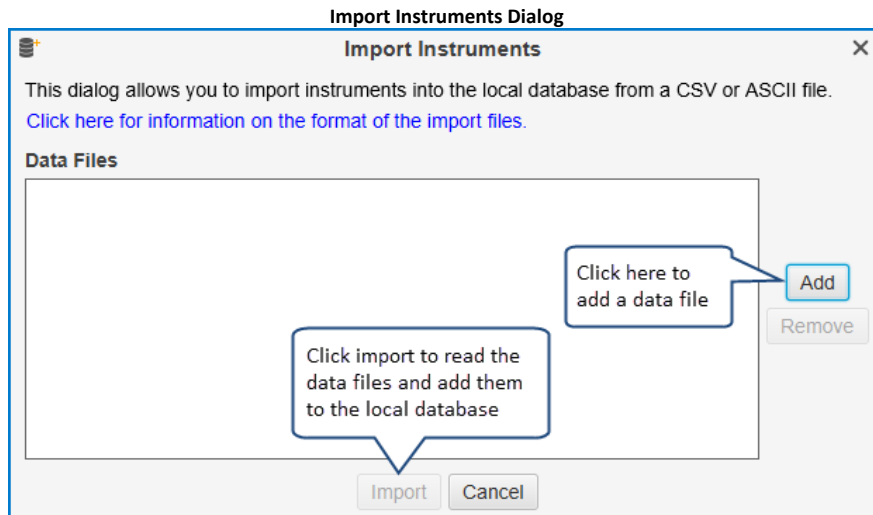 Import Instruments Dialog
Import Instruments
This dialog allows you to import instruments into the local database from a CSV or ASCII file.
Click here for information on the format of the import files.
Data Files
Click here to
add a data file
Add
Remove
Click import to read the
data files and add them
to the local database
Import
Cancel